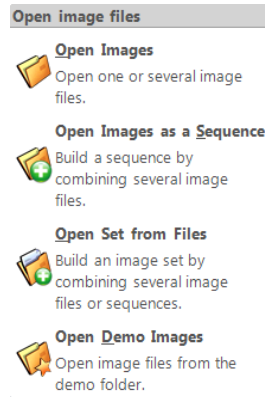 Open image files
Open Images
Open one or several image
files.
Open Images as a Sequence
Build a sequence by
combining several image
files.
Open Set from Files
Build an image set by
combining several image
files or sequences.
Open Demo Images
Open image files from the
demo folder.